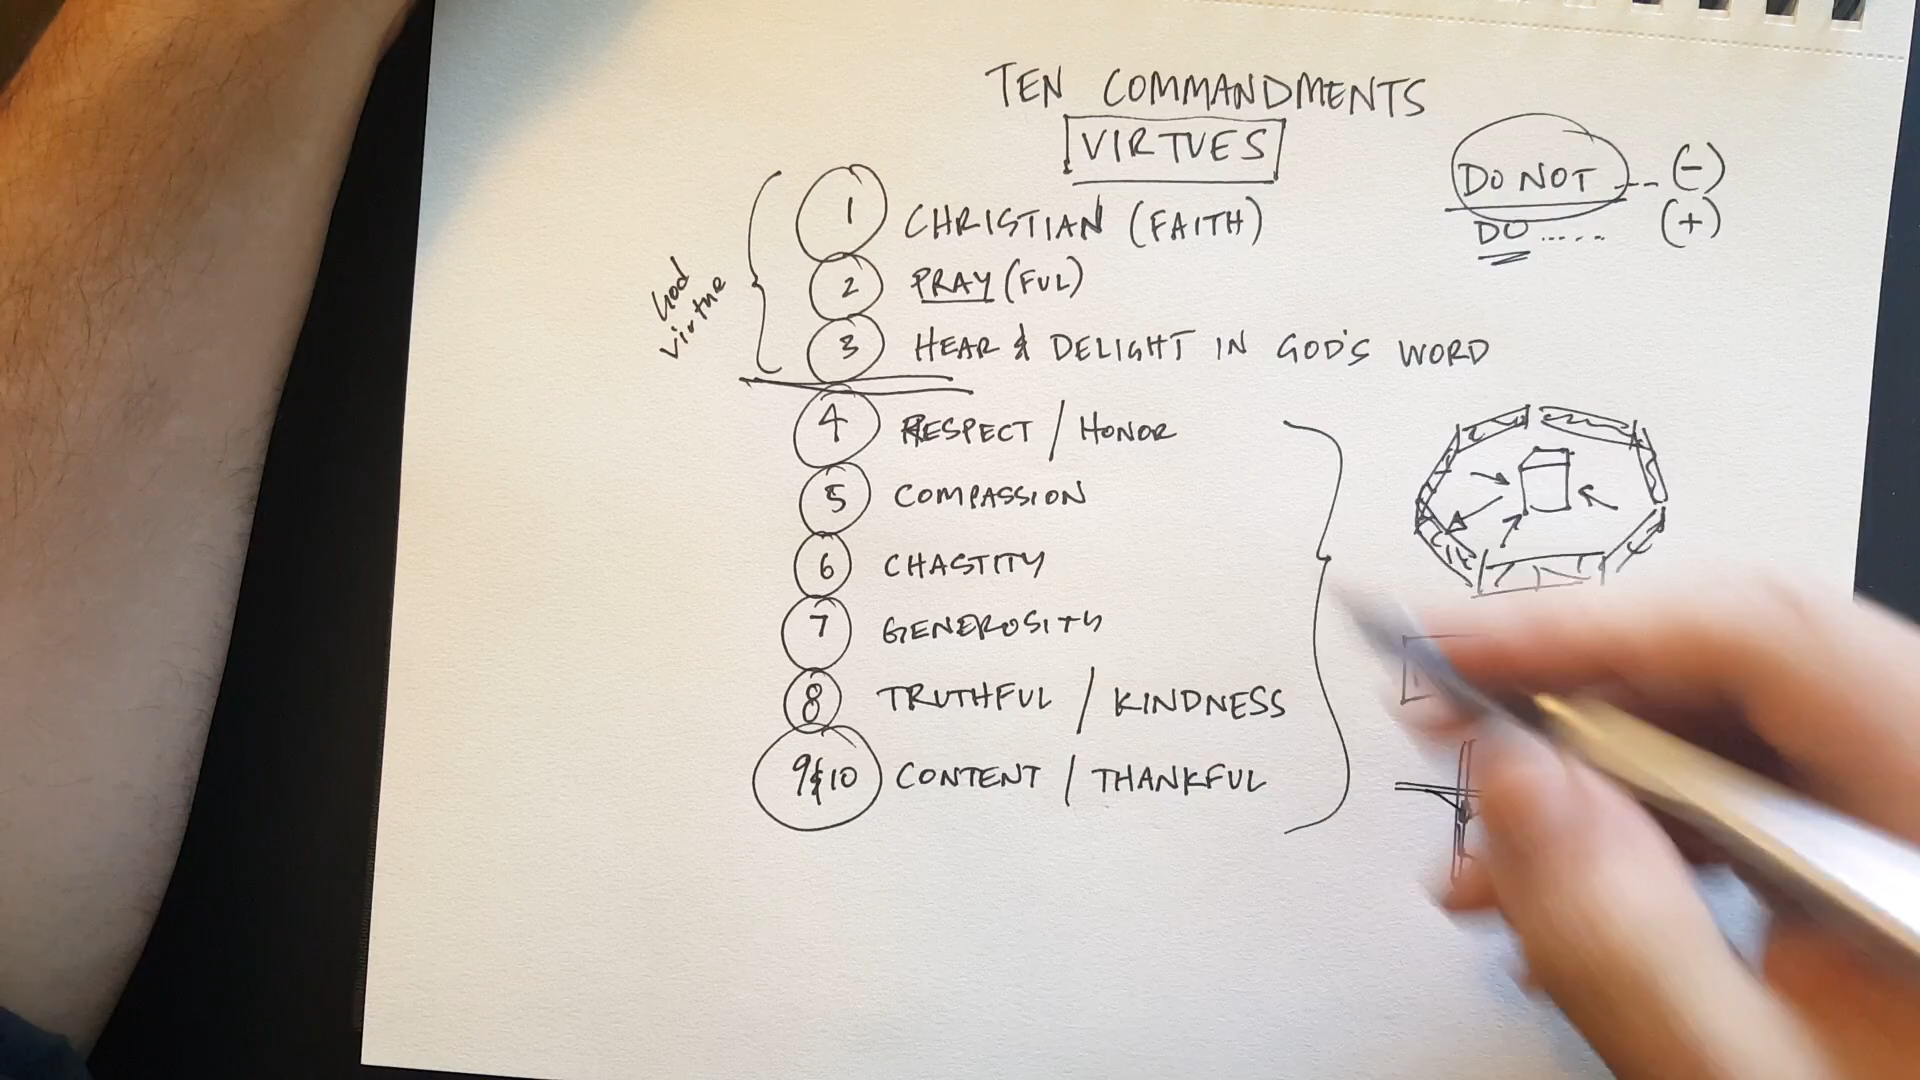 TEN COMMANDMENTS
VIRTUES
DO NOT --- (-)
DO ..... (+)
God
virtue
1 CHRISTIAN (FAITH)
2 PRAY (FUL)
3 HEAR & DELIGHT IN GOD'S WORD
4 RESPECT / HONOR
5 COMPASSION
6 CHASTITY
7 GENEROSITY
8 TRUTHFUL / KINDNESS
9&10 CONTENT / THANKFUL